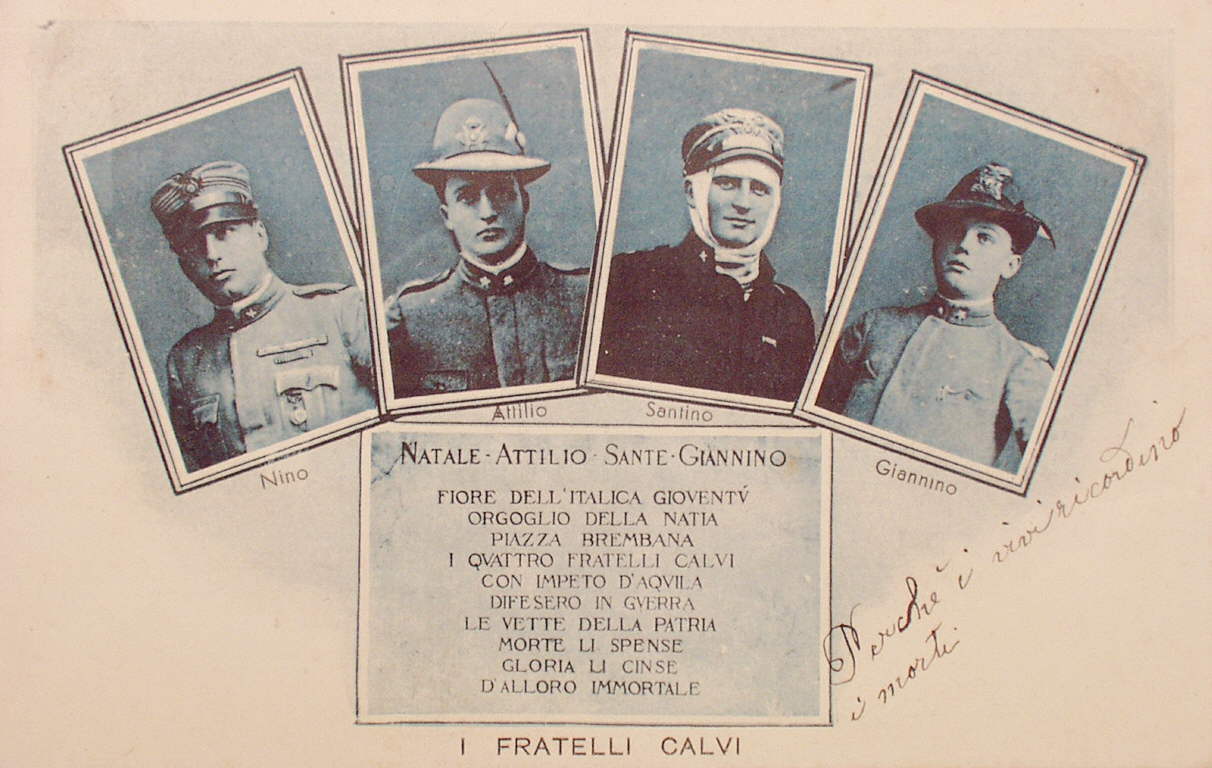 Nino
Attilio
Santino
Giannino
NATALE - ATTILIO - SANTE - GIANNINO
FIORE DELL'ITALICA GIOVENTV́
ORGOGLIO DELLA NATIA
PIAZZA BREMBANA
I QVATTRO FRATELLI CALVI
CON IMPETO D'AQVILA
DIFESERO IN GVERRA
LE VETTE DELLA PATRIA
MORTE LI SPENSE
GLORIA LI CINSE
D'ALLORO IMMORTALE
Perchè i vivi ricordino
i morti
I FRATELLI CALVI